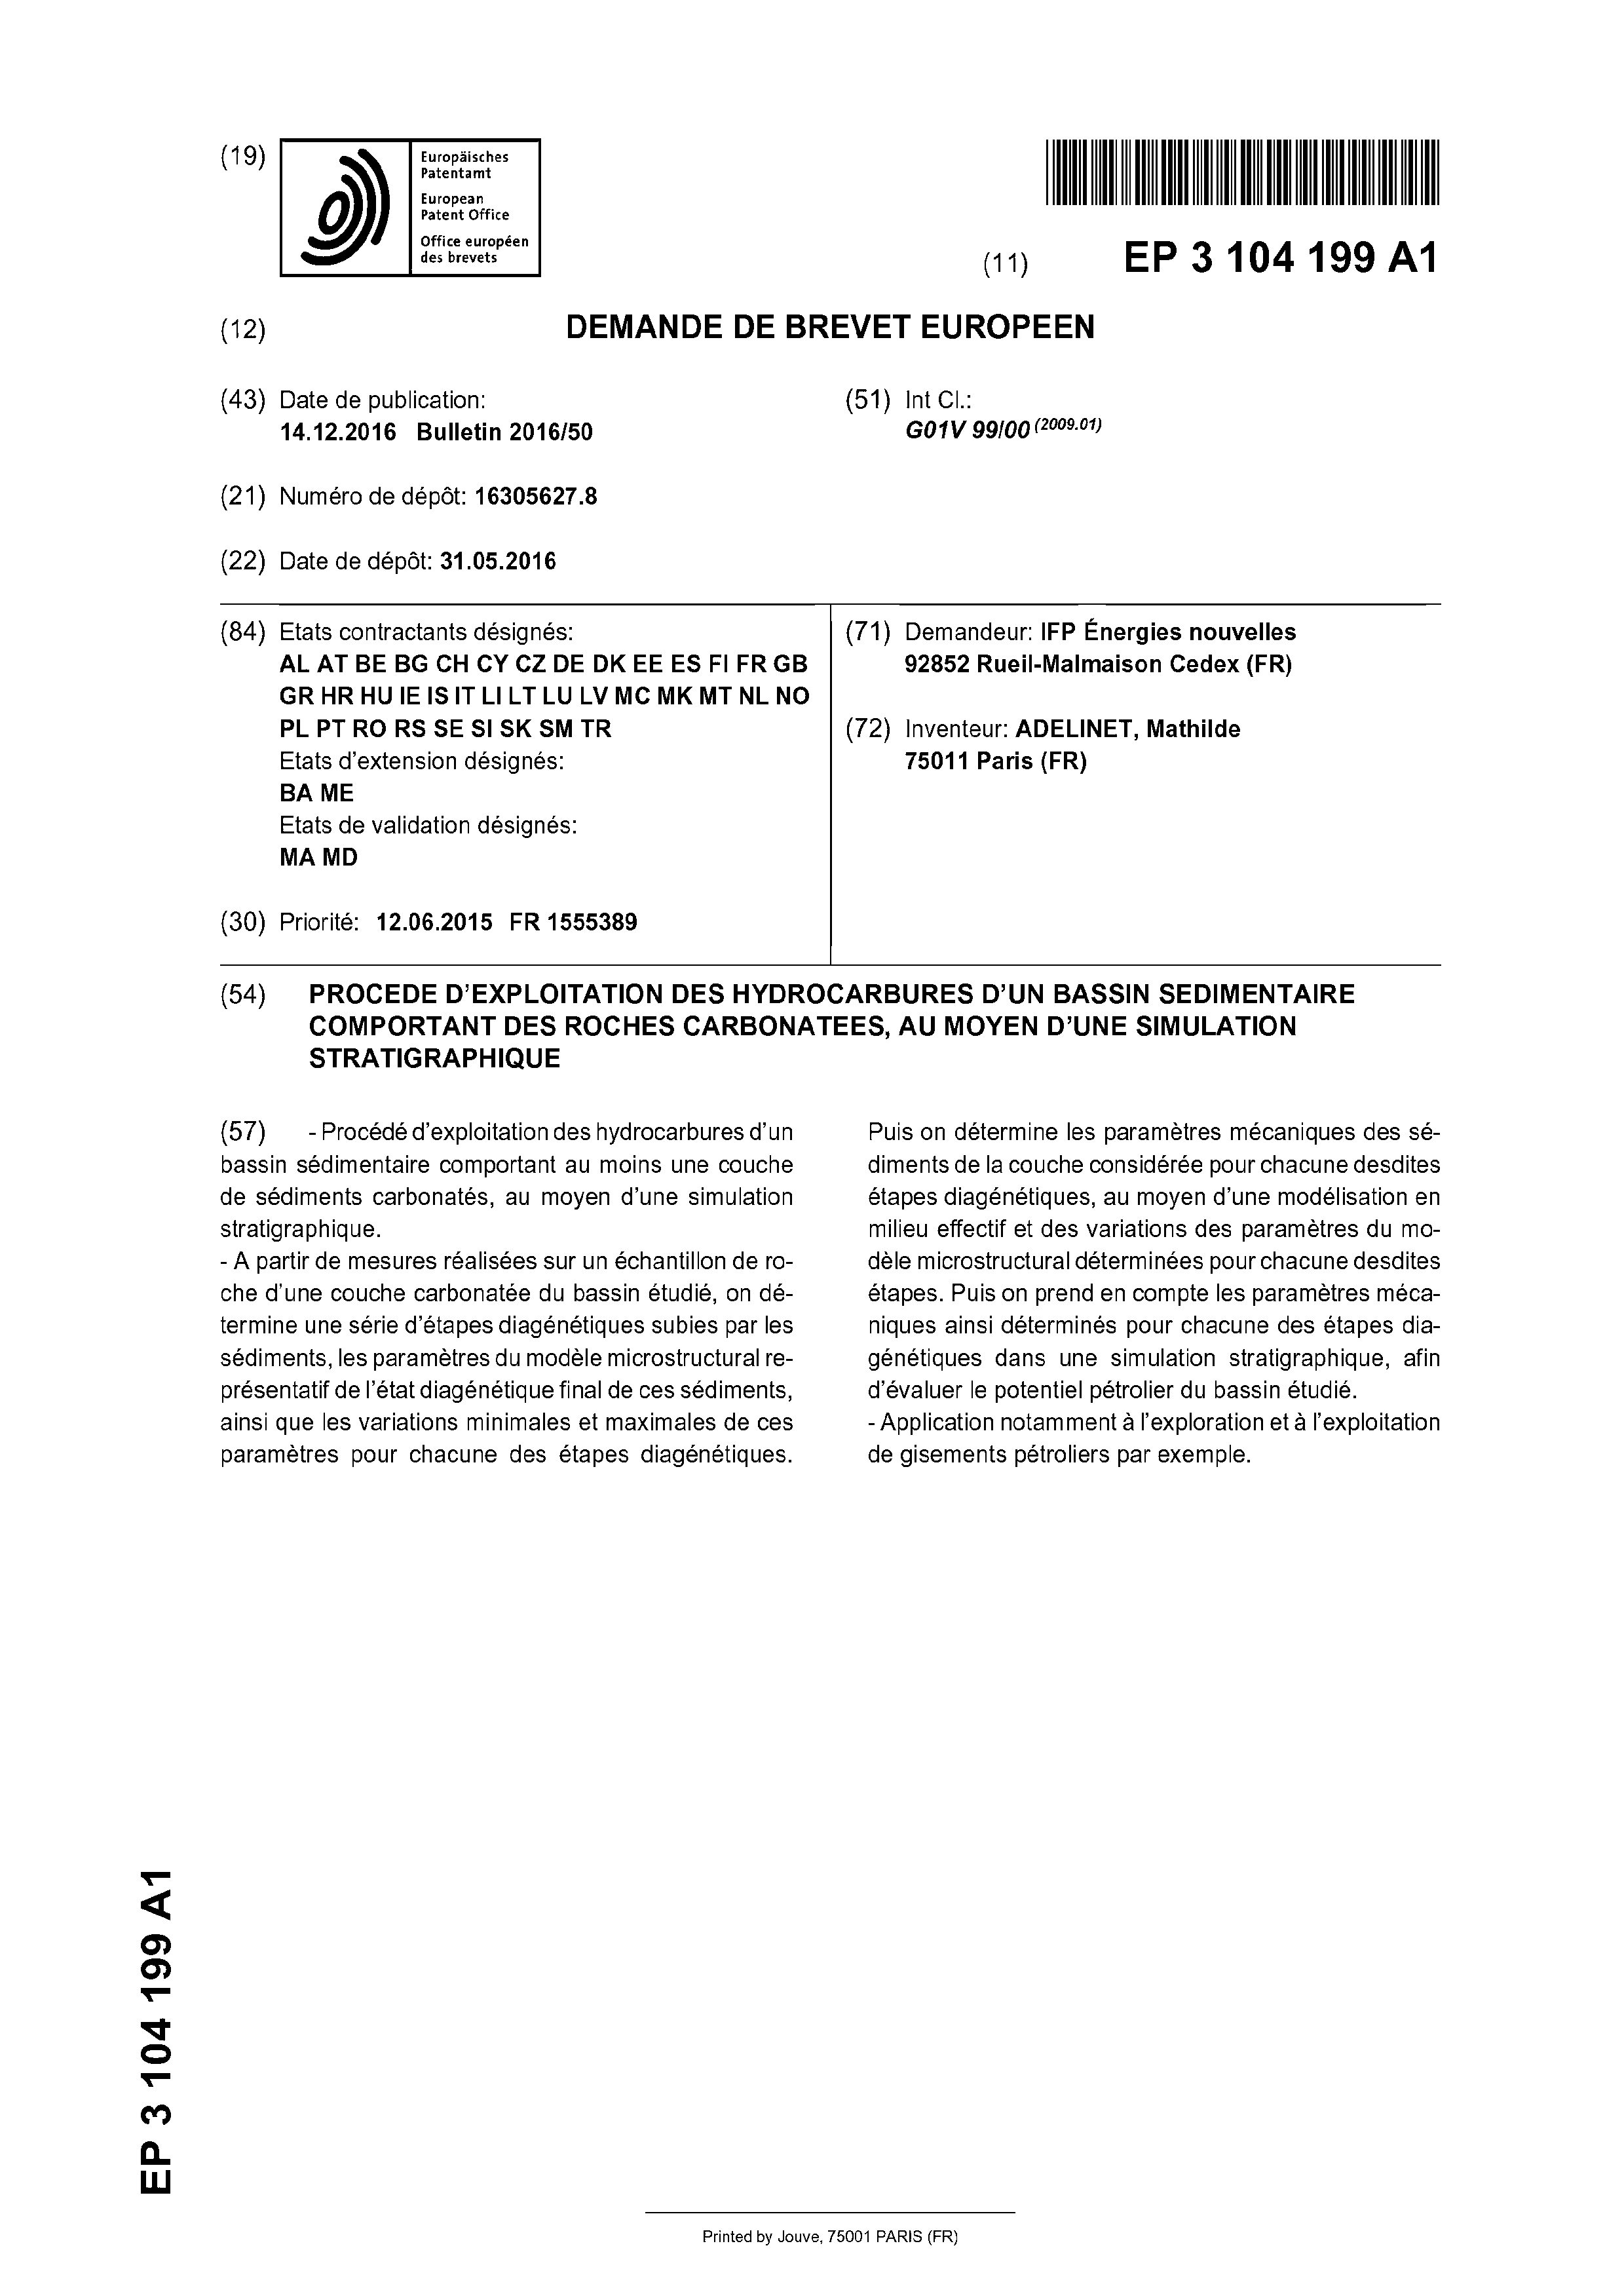 (19)
Europäisches
Patentamt
European
Patent Office
Office européen
des brevets
(11)
EP 3 104 199 A1
(12)
DEMANDE DE BREVET EUROPEEN
(43) Date de publication:
14.12.2016 Bulletin 2016/50
(51) Int Cl.:
G01V 99/00 (2009.01)
(21) Numéro de dépôt: 16305627.8
(22) Date de dépôt: 31.05.2016
(84) Etats contractants désignés:
AL AT BE BG CH CY CZ DE DK EE ES FI FR GB
GR HR HU IE IS IT LI LT LU LV MC MK MT NL NO
PL PT RO RS SE SI SK SM TR
Etats d'extension désignés:
BA ME
Etats de validation désignés:
MA MD
(30) Priorité: 12.06.2015 FR 1555389
(71) Demandeur: IFP Énergies nouvelles
92852 Rueil-Malmaison Cedex (FR)
(72) Inventeur: ADELINET, Mathilde
75011 Paris (FR)
(54) PROCEDE D'EXPLOITATION DES HYDROCARBURES D'UN BASSIN SEDIMENTAIRE
COMPORTANT DES ROCHES CARBONATEES, AU MOYEN D'UNE SIMULATION
STRATIGRAPHIQUE
(57) - Procédé d'exploitation des hydrocarbures d'un
bassin sédimentaire comportant au moins une couche
de sédiments carbonatés, au moyen d'une simulation
stratigraphique.
- A partir de mesures réalisées sur un échantillon de ro-
che d'une couche carbonatée du bassin étudié, on dé-
termine une série d'étapes diagénétiques subies par les
sédiments, les paramètres du modèle microstructural re-
présentatif de l'état diagénétique final de ces sédiments,
ainsi que les variations minimales et maximales de ces
paramètres pour chacune des étapes diagénétiques.
Puis on détermine les paramètres mécaniques des sé-
diments de la couche considérée pour chacune desdites
étapes diagénétiques, au moyen d'une modélisation en
milieu effectif et des variations des paramètres du mo-
dèle microstructural déterminées pour chacune desdites
étapes. Puis on prend en compte les paramètres méca-
niques ainsi déterminés pour chacune des étapes dia-
génétiques dans une simulation stratigraphique, afin
d'évaluer le potentiel pétrolier du bassin étudié.
- Application notamment à l'exploration et à l'exploitation
de gisements pétroliers par exemple.
EP 3 104 199 A1
Printed by Jouve, 75001 PARIS (FR)